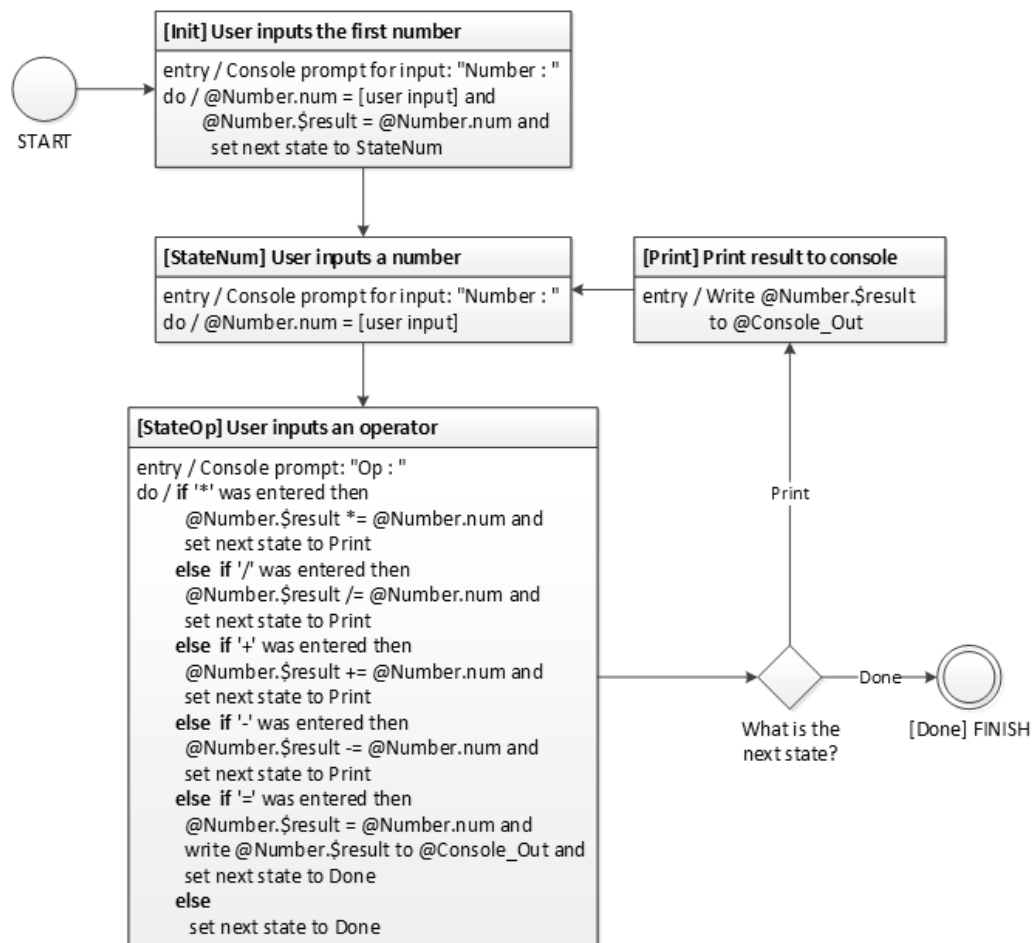 [Init] User inputs the first number
entry / Console prompt for input: "Number : "
do / @Number.num = [user input] and
@Number.$result = @Number.num and
set next state to StateNum
START
[StateNum] User inputs a number
entry / Console prompt for input: "Number : "
do / @Number.num = [user input]
[Print] Print result to console
entry / Write @Number.$result
to @Console_Out
[StateOp] User inputs an operator
entry / Console prompt: "Op : "
do / if '*' was entered then
@Number.$result *= @Number.num and
set next state to Print
else if '/' was entered then
@Number.$result /= @Number.num and
set next state to Print
else if '+' was entered then
@Number.$result += @Number.num and
set next state to Print
else if '-' was entered then
@Number.$result -= @Number.num and
set next state to Print
else if '=' was entered then
@Number.$result = @Number.num and
write @Number.$result to @Console_Out and
set next state to Done
else
set next state to Done
Print
Done
What is the
next state?
[Done] FINISH